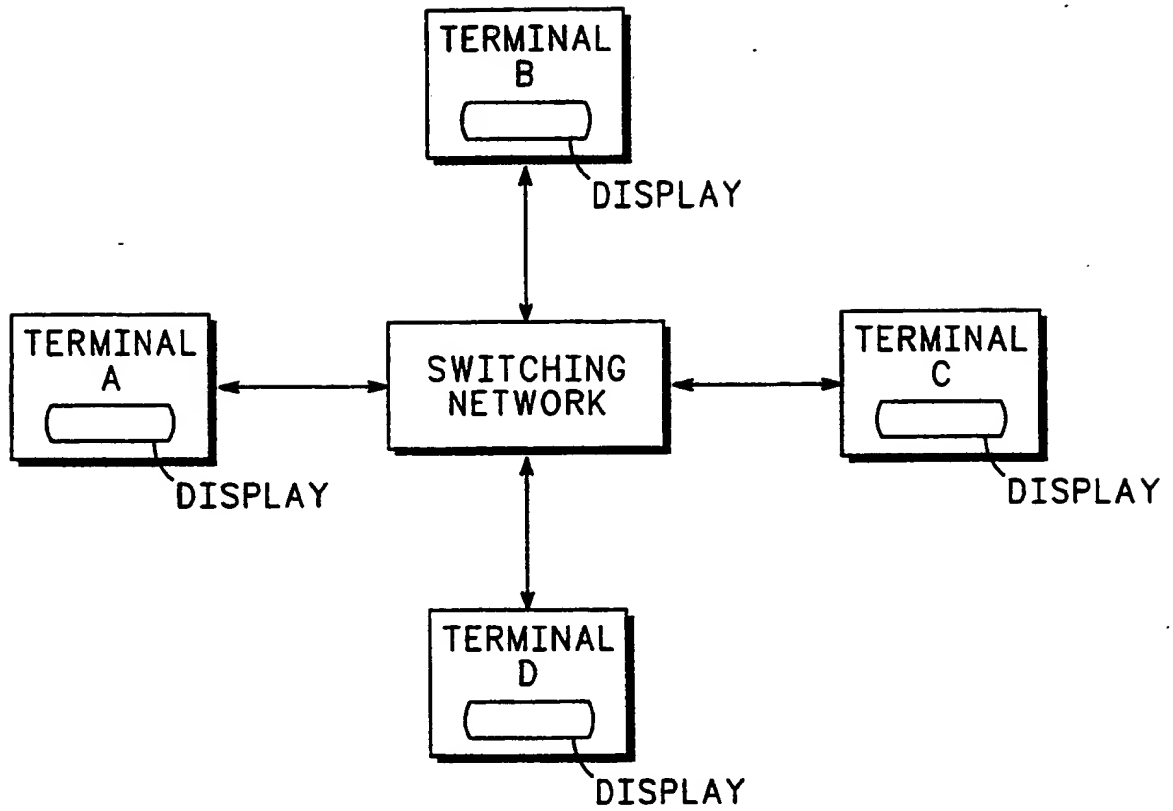 TERMINAL
B
DISPLAY
TERMINAL
A
DISPLAY
SWITCHING
NETWORK
TERMINAL
C
DISPLAY
TERMINAL
D
DISPLAY